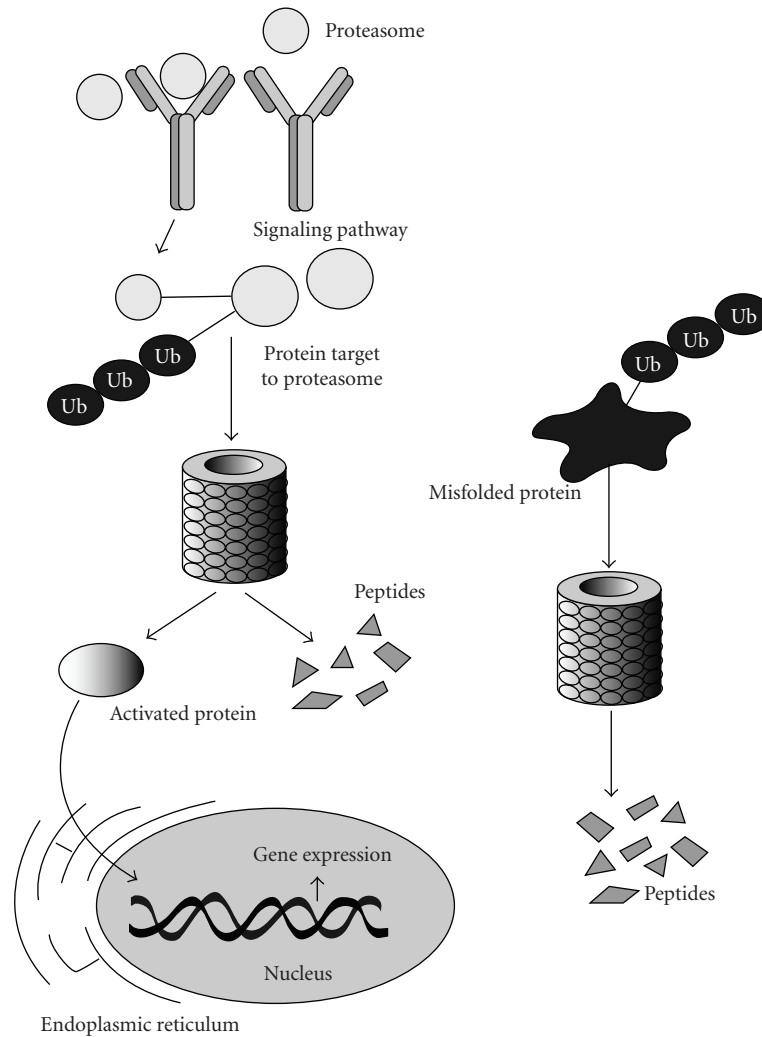 Proteasome
Signaling pathway
Ub
Ub
Ub
Protein target
to proteasome
Ub
Ub
Ub
Misfolded protein
Peptides
Activated protein
Peptides
Gene expression
Nucleus
Endoplasmic reticulum